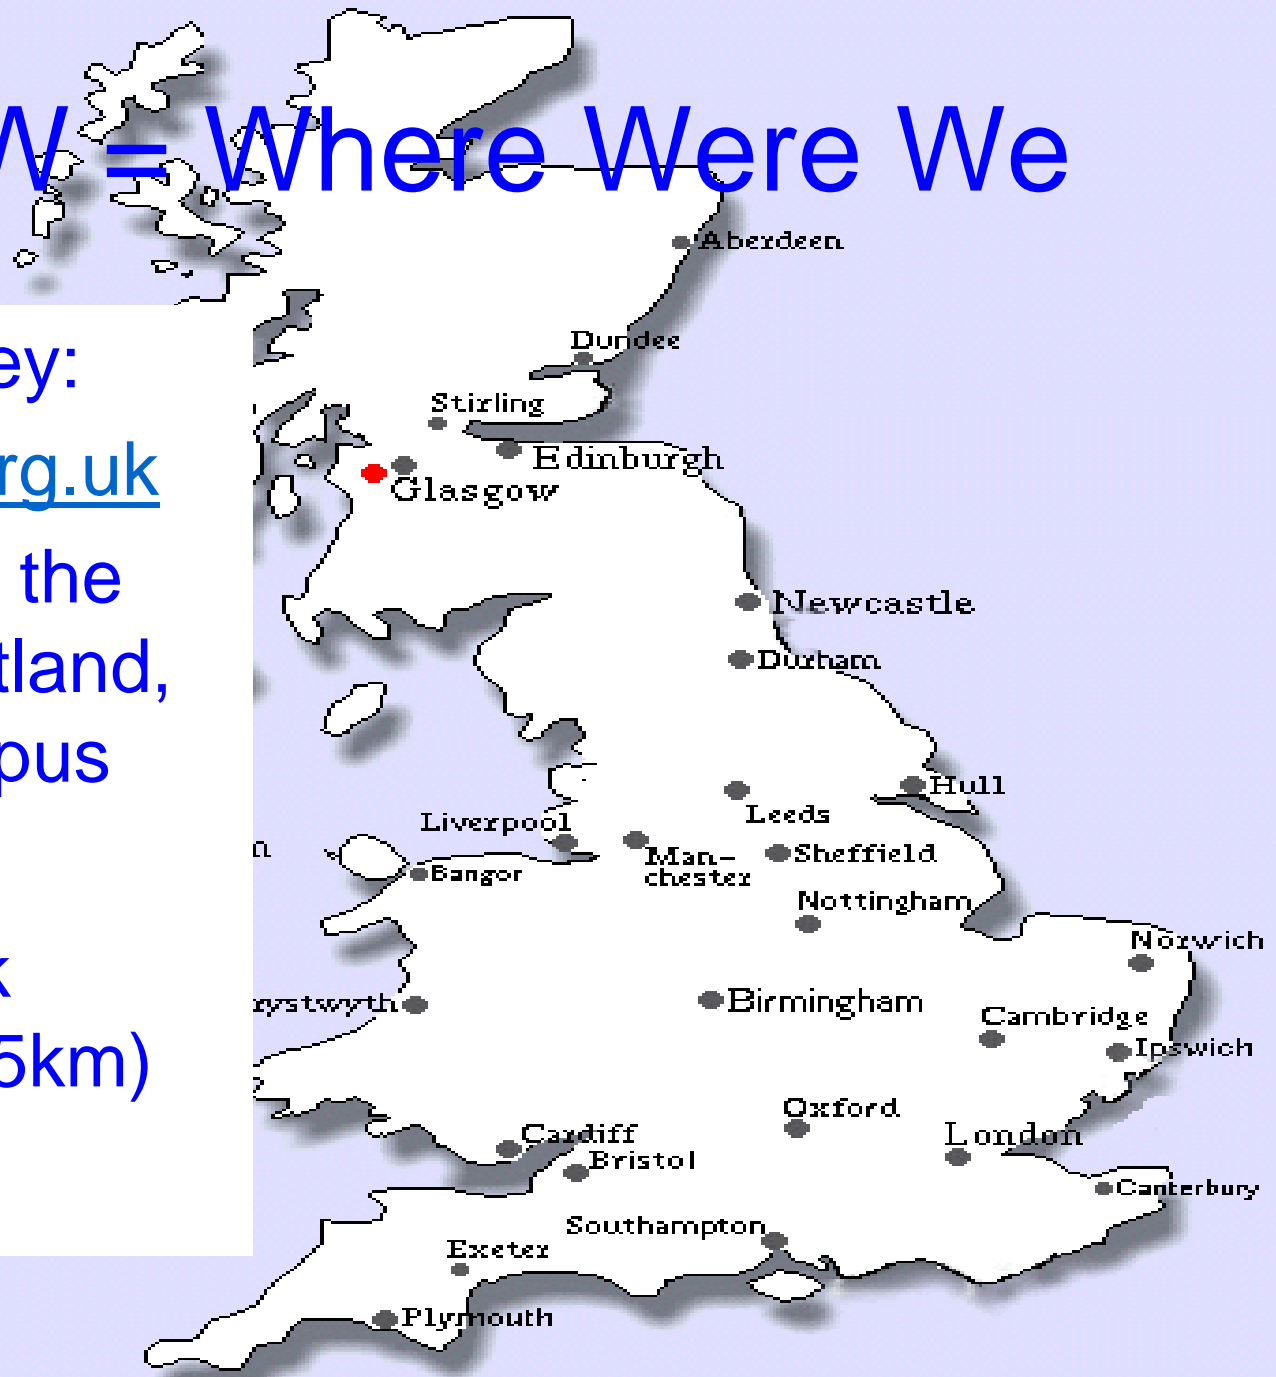 W = Where Were We
Aberdeen
Dundee
Stirling
Edinburgh
Glasgow
ey:
rg.uk
the
tland,
pus
k
5km)
Newcastle
Durham
Hull
Leeds
Liverpool
Man-
chester
Sheffield
n
Bangor
Nottingham
Norwich
rystwyth
Birmingham
Cambridge
Ipswich
Oxford
Cardiff
London
Bristol
Canterbury
Southampton
Exeter
Plymouth